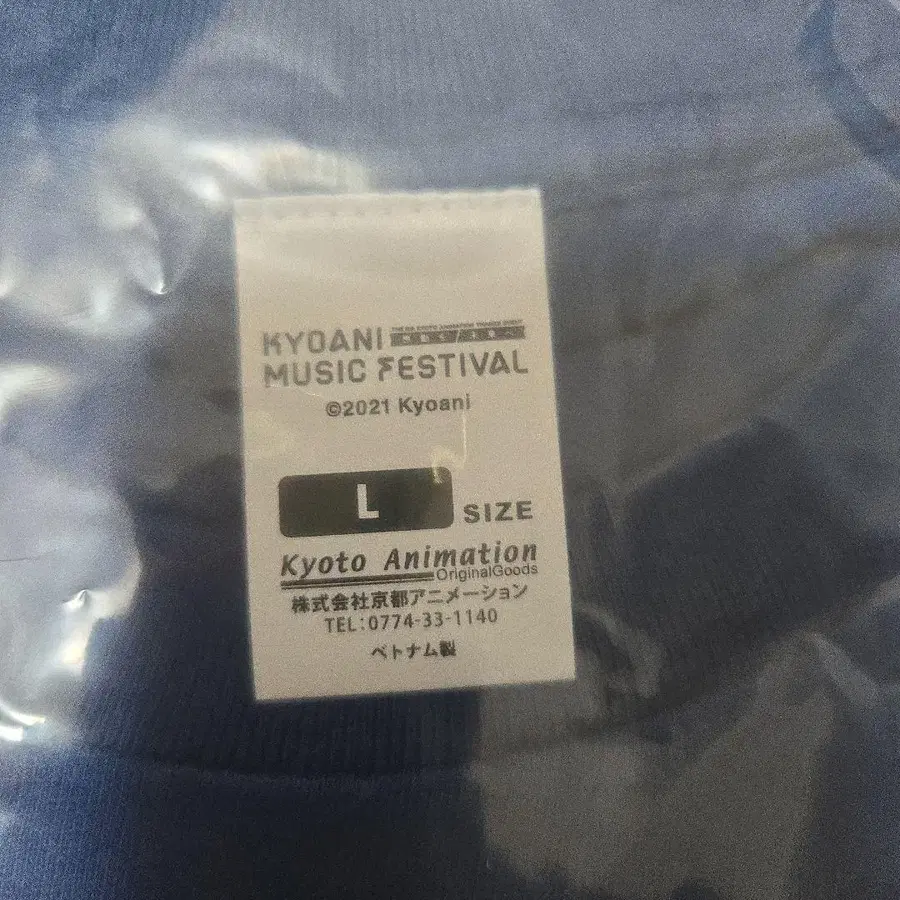 KYOANI
MUSIC FESTIVAL
©2021 Kyoani
L SIZE
Kyoto Animation
OriginalGoods
株式会社京都アニメーション
TEL:0774-33-1140
ベトナム製